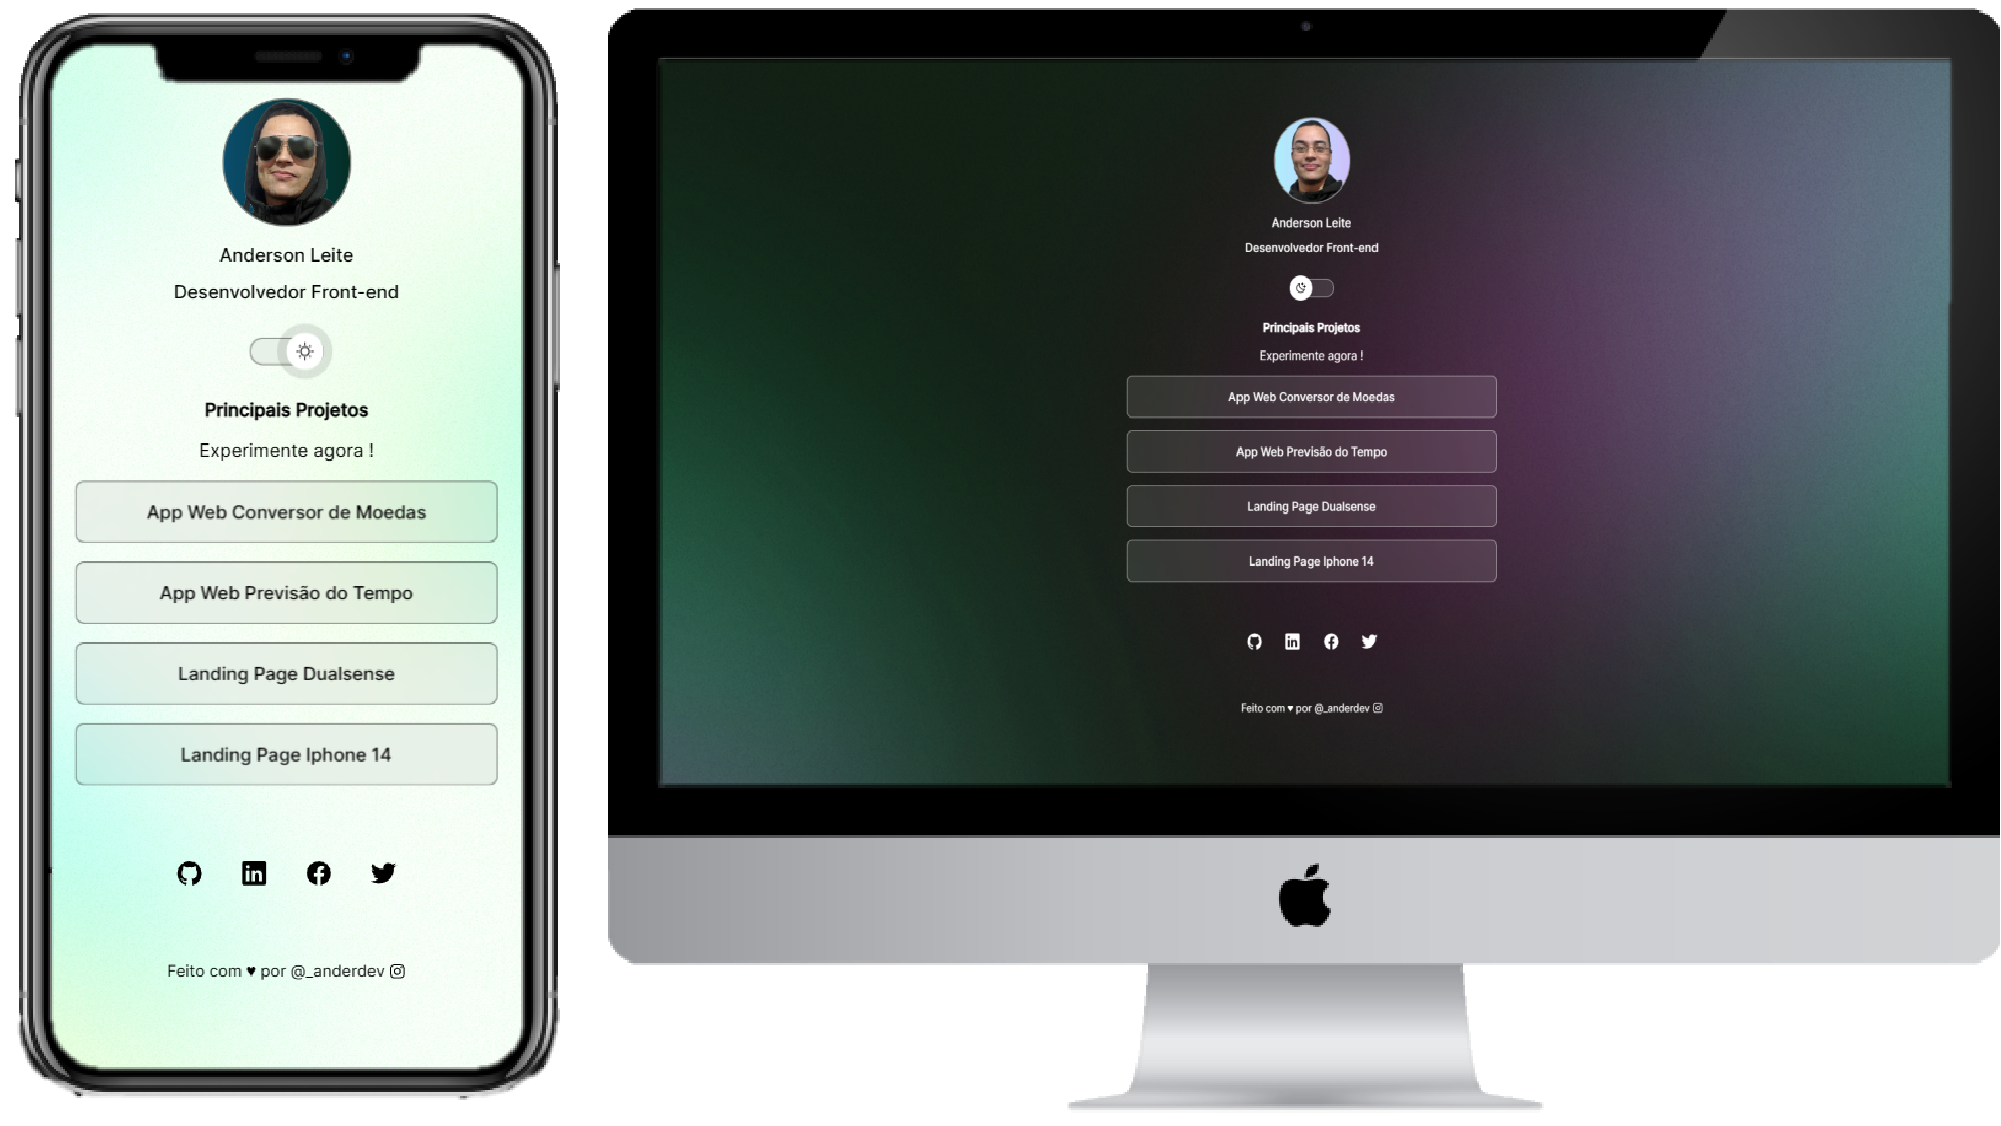 Anderson Leite
Desenvolvedor Front-end
Principais Projetos
Experimente agora !
App Web Conversor de Moedas
App Web Previsão do Tempo
Landing Page Dualsense
Landing Page Iphone 14
in
Feito com ♥ por @_anderdev
Anderson Leite
Desenvolvedor Front-end
Principais Projetos
Experimente agora !
App Web Conversor de Moedas
App Web Previsão do Tempo
Landing Page Dualsense
Landing Page Iphone 14
in
Feito com ♥ por @_anderdev